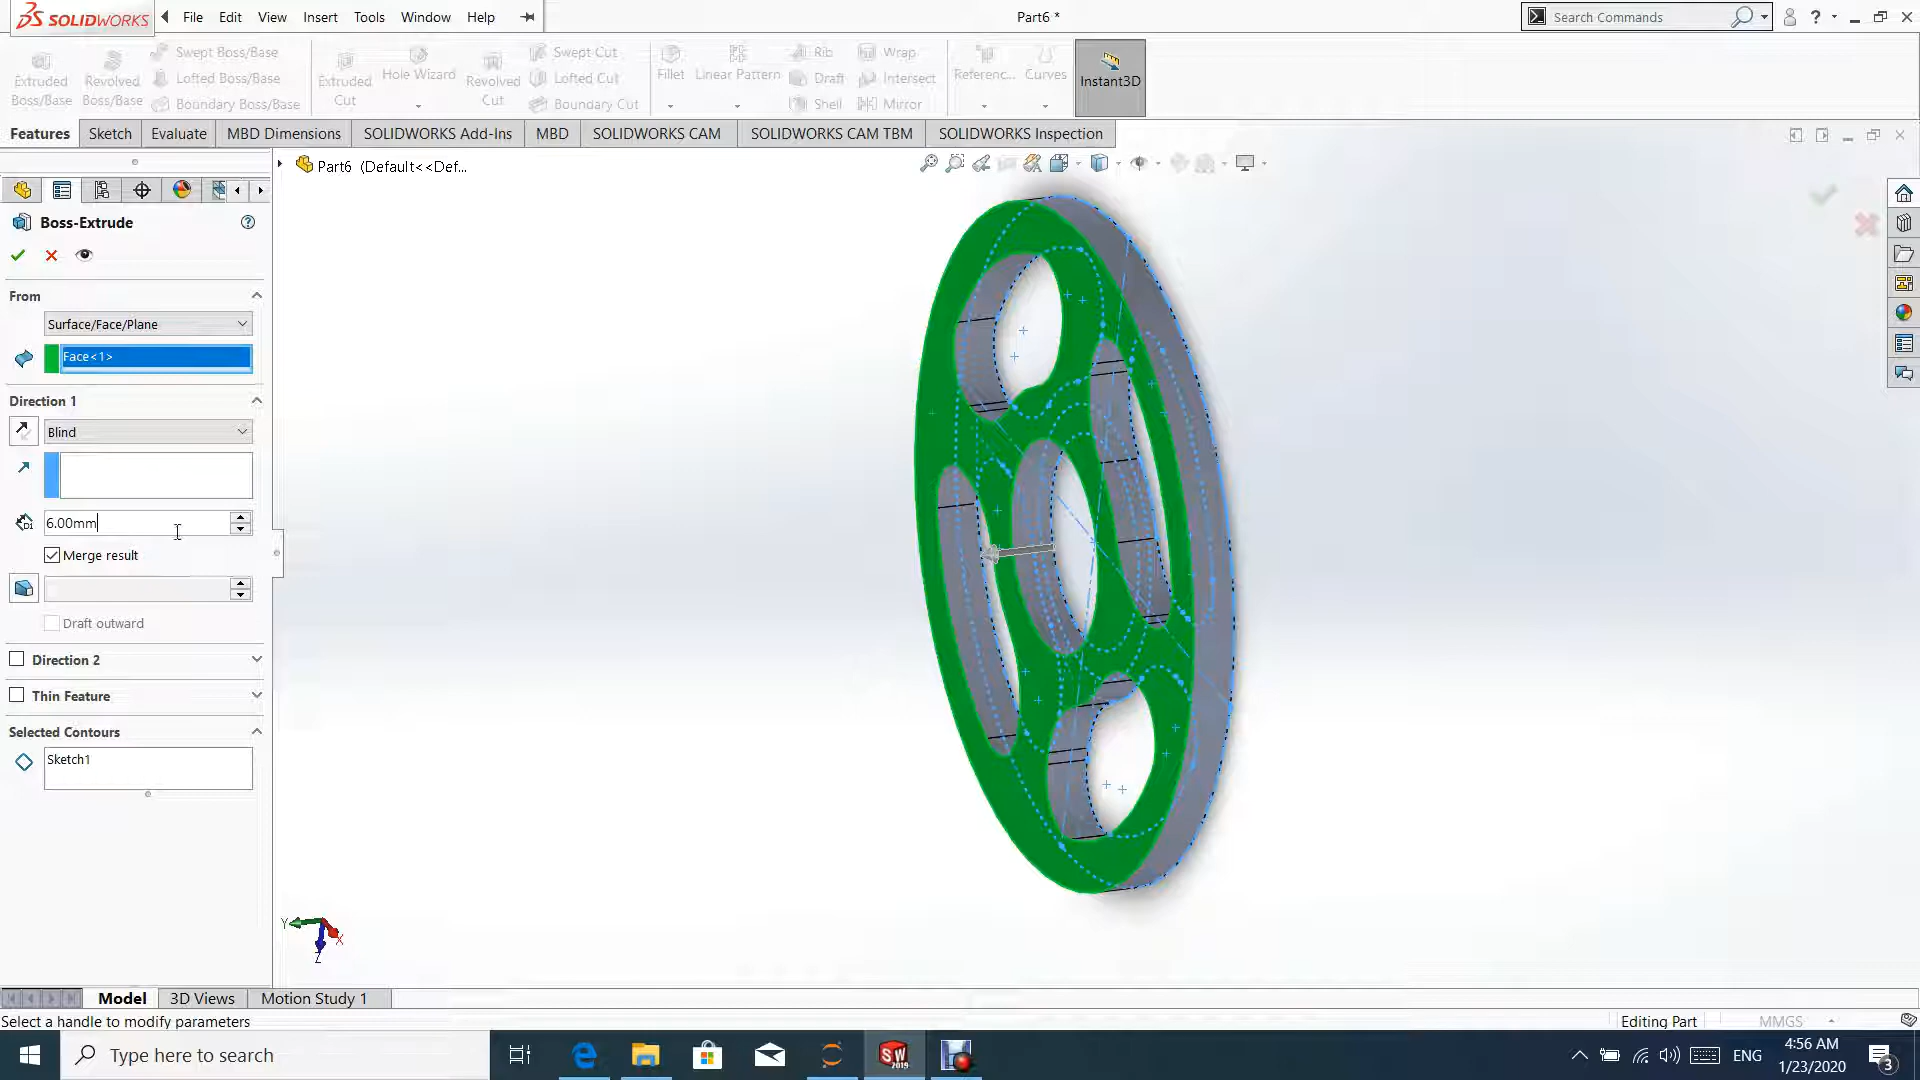 SOLIDWORKS
File Edit View Insert Tools Window Help
Part6 *
Search Commands
?
Extruded Boss/Base
Revolved Boss/Base
Swept Boss/Base
Lofted Boss/Base
Boundary Boss/Base
Extruded Cut
Hole Wizard
Revolved Cut
Swept Cut
Lofted Cut
Boundary Cut
Fillet
Linear Pattern
Rib
Draft
Shell
Wrap
Intersect
Mirror
Referenc...
Curves
Instant3D
Features Sketch Evaluate MBD Dimensions SOLIDWORKS Add-Ins MBD SOLIDWORKS CAM SOLIDWORKS CAM TBM SOLIDWORKS Inspection
Part6 (Default<<Def...
Boss-Extrude
From
Surface/Face/Plane
Face<1>
Direction 1
Blind
D1
6.00mm
Merge result
Draft outward
Direction 2
Thin Feature
Selected Contours
Sketch1
Y
X
Z
Model 3D Views Motion Study 1
Select a handle to modify parameters
Editing Part
MMGS
Type here to search
SW
2019
ENG
4:56 AM
1/23/2020
3